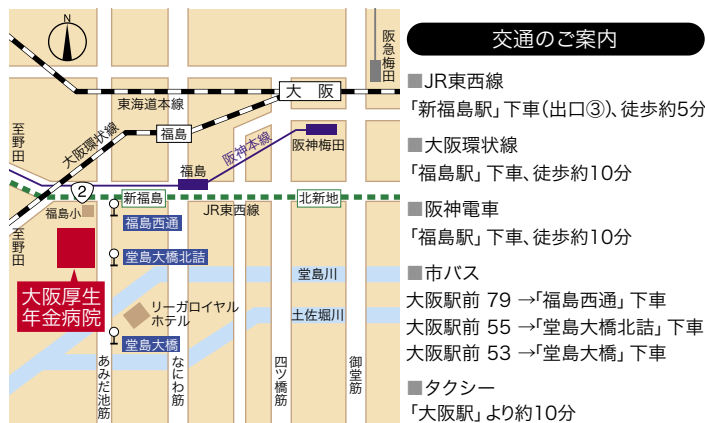 N
阪急梅田
大 阪
東海道本線
至野田
大阪環状線
福島
阪神本線
阪神梅田
福島
2
新福島
北新地
JR東西線
福島小
福島西通
至野田
堂島大橋北詰
堂島川
大阪厚生
年金病院
リーガロイヤル
ホテル
土佐堀川
堂島大橋
あみだ池筋
なにわ筋
四ツ橋筋
御堂筋
交通のご案内
■JR東西線
「新福島駅」下車(出口③)、徒歩約5分
■大阪環状線
「福島駅」下車、徒歩約10分
■阪神電車
「福島駅」下車、徒歩約10分
■市バス
大阪駅前 79 →「福島西通」下車
大阪駅前 55 →「堂島大橋北詰」下車
大阪駅前 53 →「堂島大橋」下車
■タクシー
「大阪駅」より約10分